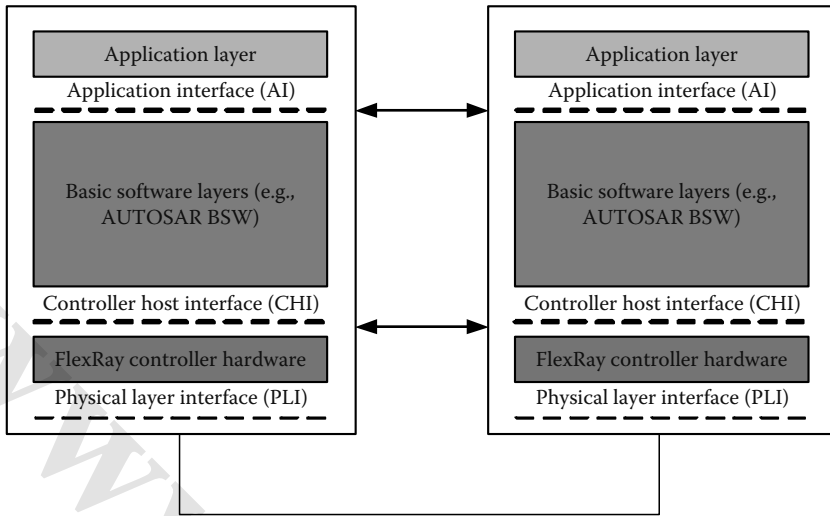 Application layer
Application interface (AI)
Basic software layers (e.g.,
AUTOSAR BSW)
Controller host interface (CHI)
FlexRay controller hardware
Physical layer interface (PLI)
Application layer
Application interface (AI)
Basic software layers (e.g.,
AUTOSAR BSW)
Controller host interface (CHI)
FlexRay controller hardware
Physical layer interface (PLI)